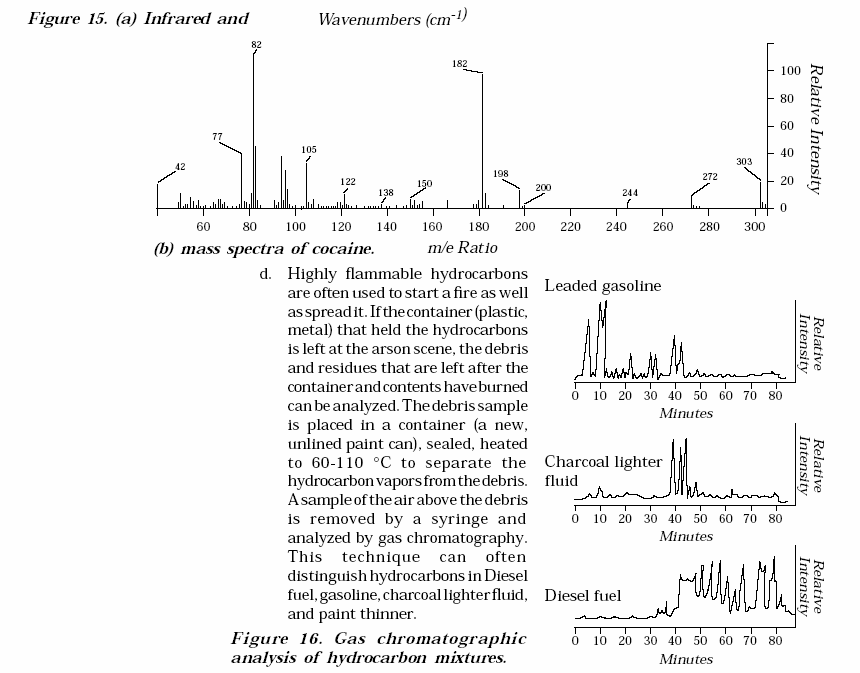 Figure 15. (a) Infrared and
Wavenumbers (cm-1)
82
182
77
42
105
122
138
150
198
200
244
272
303
100
80
60
40
20
0
Relative Intensity
60 80 100 120 140 160 180 200 220 240 260 280 300
(b) mass spectra of cocaine.
m/e Ratio
d. Highly flammable hydrocarbons
are often used to start a fire as well
as spread it. If the container (plastic,
metal) that held the hydrocarbons
is left at the arson scene, the debris
and residues that are left after the
container and contents have burned
can be analyzed. The debris sample
is placed in a container (a new,
unlined paint can), sealed, heated
to 60-110 °C to separate the
hydrocarbon vapors from the debris.
A sample of the air above the debris
is removed by a syringe and
analyzed by gas chromatography.
This technique can often
distinguish hydrocarbons in Diesel
fuel, gasoline, charcoal lighter fluid,
and paint thinner.
Figure 16. Gas chromatographic
analysis of hydrocarbon mixtures.
Leaded gasoline
Relative
Intensity
0 10 20 30 40 50 60 70 80
Minutes
Charcoal lighter
fluid
Relative
Intensity
0 10 20 30 40 50 60 70 80
Minutes
Diesel fuel
Relative
Intensity
0 10 20 30 40 50 60 70 80
Minutes